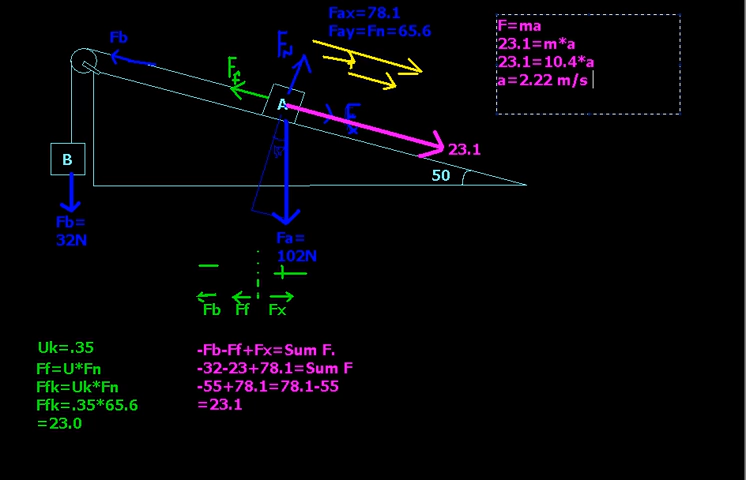 Fax=78.1
Fay=Fn=65.6
F=ma
23.1=m*a
23.1=10.4*a
a=2.22 m/s
Fb
Fn
Ff
A
Fx
23.1
B
50
Fb=
32N
Fa=
102N
Fb Ff Fx
Uk=.35
Ff=U*Fn
Ffk=Uk*Fn
Ffk=.35*65.6
=23.0
-Fb-Ff+Fx=Sum F.
-32-23+78.1=Sum F
-55+78.1=78.1-55
=23.1